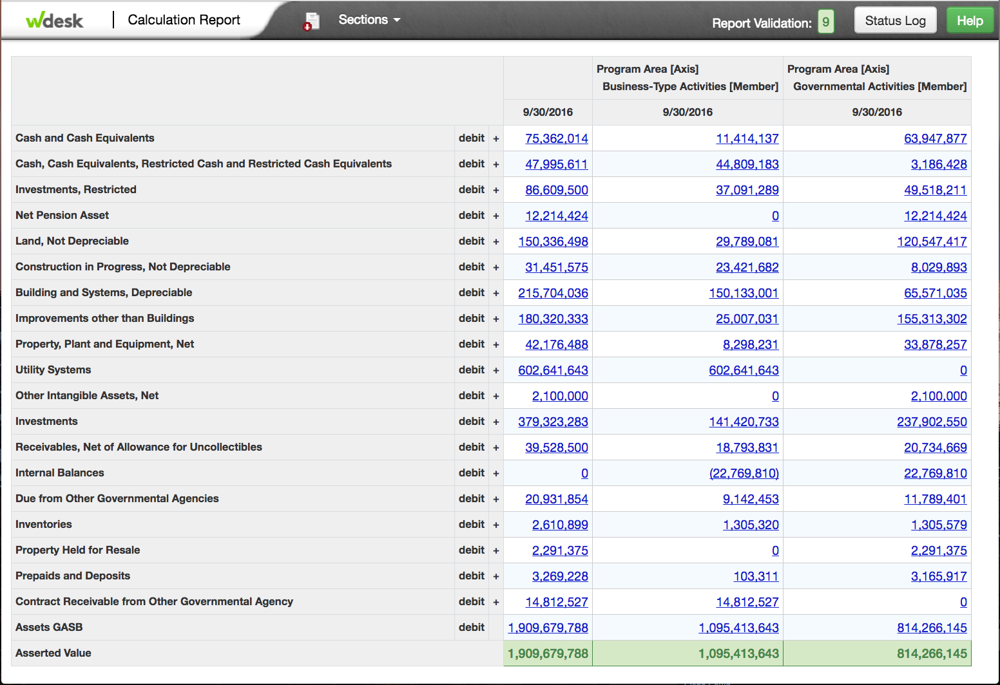 wdesk Calculation Report Sections Report Validation: 9 Status Log Help
Program Area [Axis] Program Area [Axis]
Business-Type Activities [Member] Governmental Activities [Member]
9/30/2016 9/30/2016 9/30/2016
Cash and Cash Equivalents debit + 75,362,014 11,414,137 63,947,877
Cash, Cash Equivalents, Restricted Cash and Restricted Cash Equivalents debit + 47,995,611 44,809,183 3,186,428
Investments, Restricted debit + 86,609,500 37,091,289 49,518,211
Net Pension Asset debit + 12,214,424 0 12,214,424
Land, Not Depreciable debit + 150,336,498 29,789,081 120,547,417
Construction in Progress, Not Depreciable debit + 31,451,575 23,421,682 8,029,893
Building and Systems, Depreciable debit + 215,704,036 150,133,001 65,571,035
Improvements other than Buildings debit + 180,320,333 25,007,031 155,313,302
Property, Plant and Equipment, Net debit + 42,176,488 8,298,231 33,878,257
Utility Systems debit + 602,641,643 602,641,643 0
Other Intangible Assets, Net debit + 2,100,000 0 2,100,000
Investments debit + 379,323,283 141,420,733 237,902,550
Receivables, Net of Allowance for Uncollectibles debit + 39,528,500 18,793,831 20,734,669
Internal Balances debit + 0 (22,769,810) 22,769,810
Due from Other Governmental Agencies debit + 20,931,854 9,142,453 11,789,401
Inventories debit + 2,610,899 1,305,320 1,305,579
Property Held for Resale debit + 2,291,375 0 2,291,375
Prepaids and Deposits debit + 3,269,228 103,311 3,165,917
Contract Receivable from Other Governmental Agency debit + 14,812,527 14,812,527 0
Assets GASB debit 1,909,679,788 1,095,413,643 814,266,145
Asserted Value 1,909,679,788 1,095,413,643 814,266,145